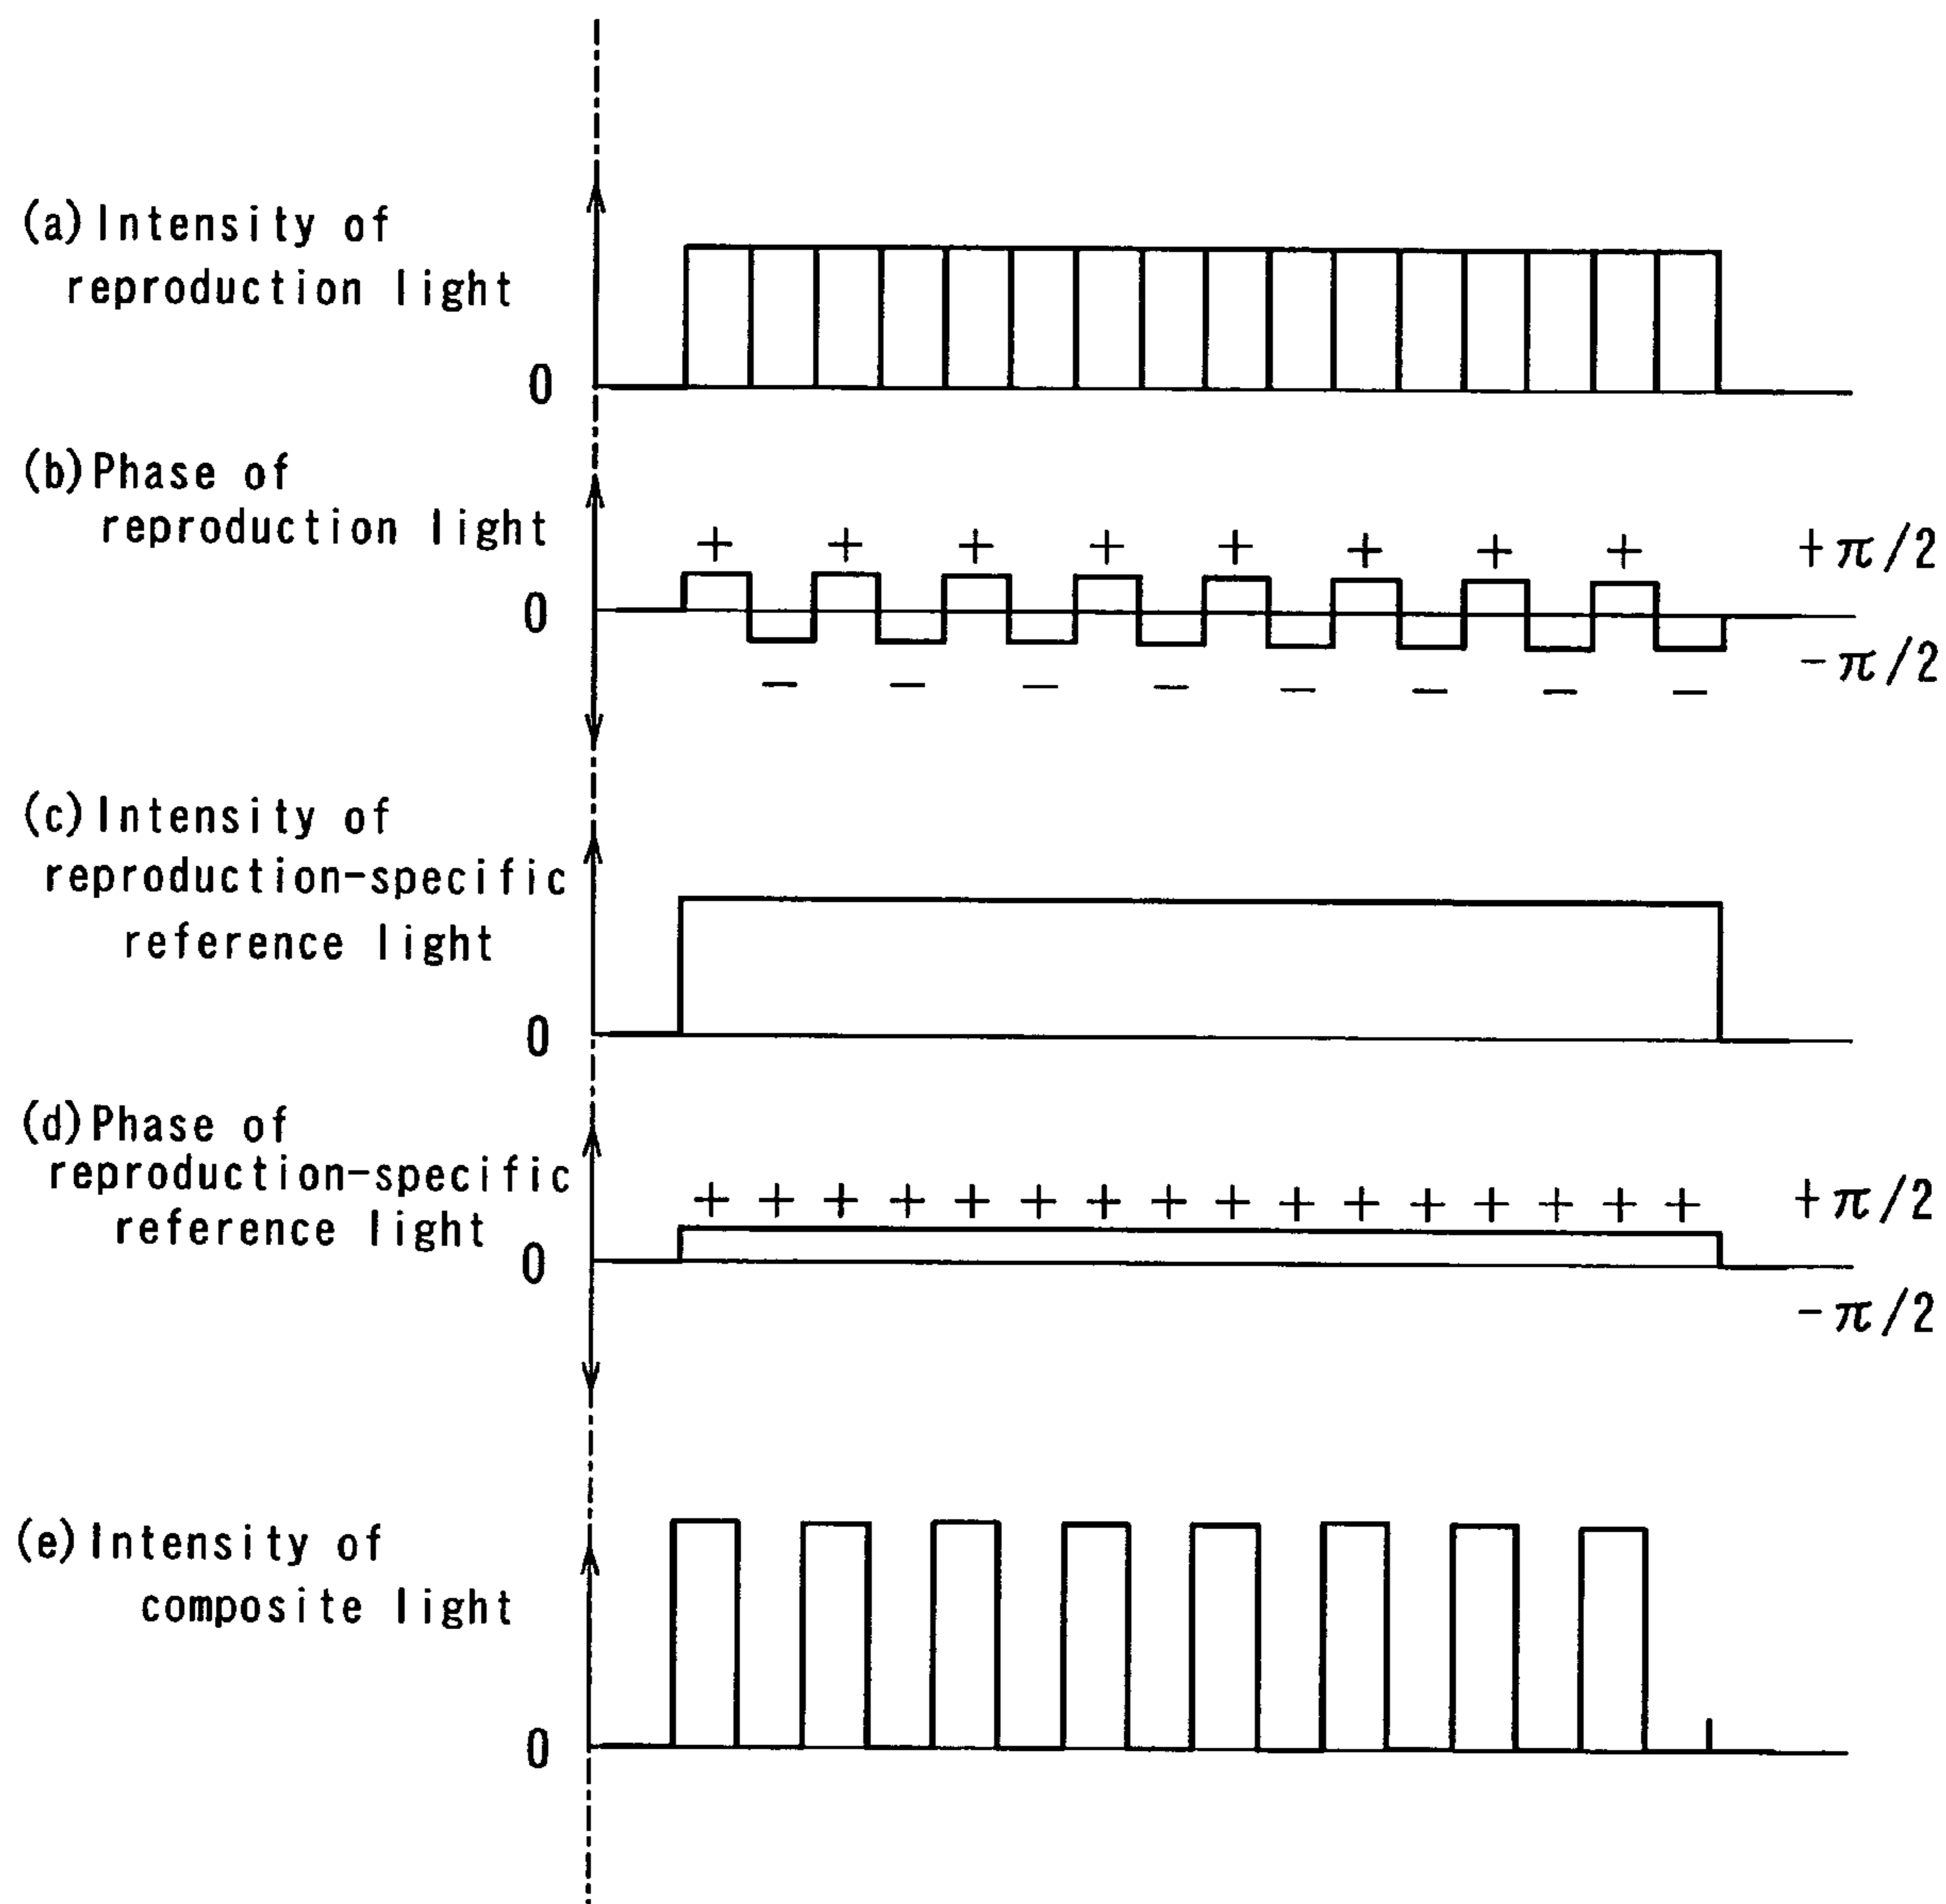 (a) Intensity of
reproduction light
0
(b) Phase of
reproduction light
+ + + + + + + +
+π/2
0
-π/2
− − − − − − − −
(c) Intensity of
reproduction-specific
reference light
0
(d) Phase of
reproduction-specific
reference light
+ + + + + + + + + + + + + + + +
+π/2
0
-π/2
(e) Intensity of
composite light
0